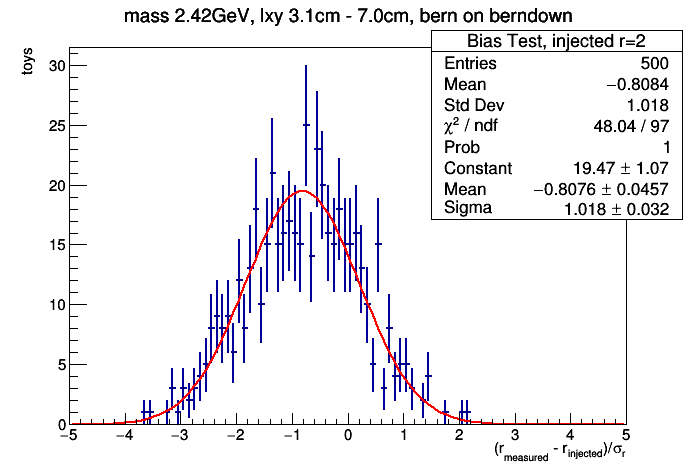 mass 2.42GeV, lxy 3.1cm - 7.0cm, bern on berndown
Bias Test, injected r=2
Entries 500
Mean −0.8084
Std Dev 1.018
χ² / ndf 48.04 / 97
Prob 1
Constant 19.47 ± 1.07
Mean −0.8076 ± 0.0457
Sigma 1.018 ± 0.032
toys
30
25
20
15
10
5
0
−5 −4 −3 −2 −1 0 1 2 3 4 5
(r_measured - r_injected)/σ_r